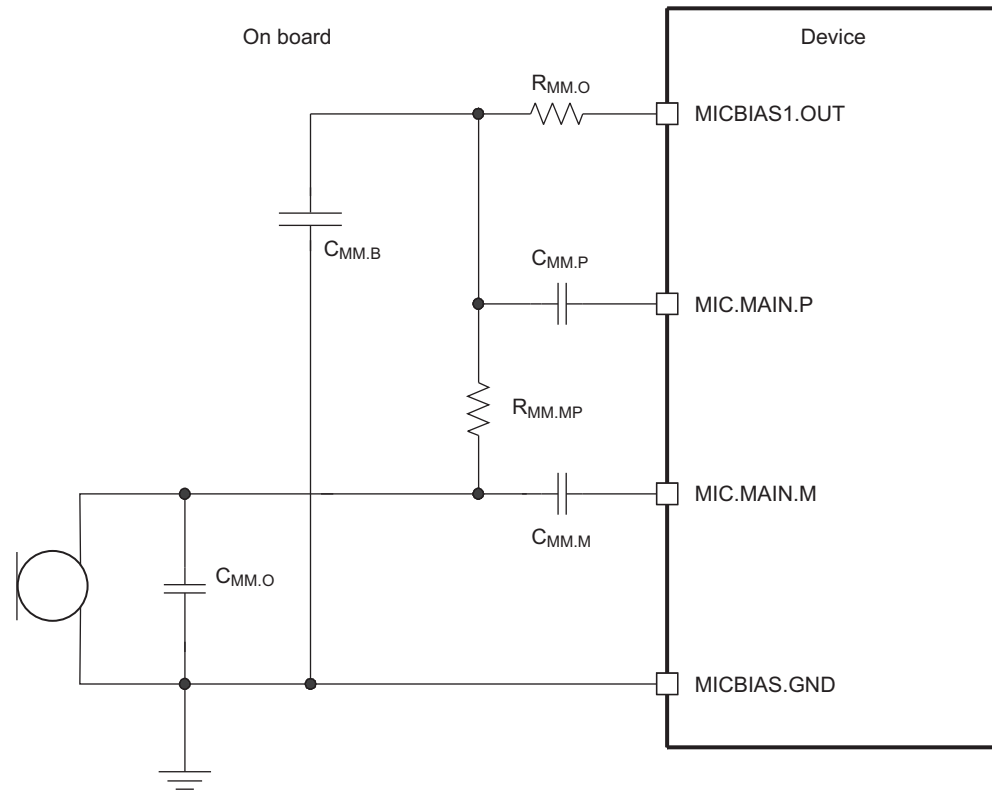 On board
Device
RMM.O
MICBIAS1.OUT
CMM.B
CMM.P
MIC.MAIN.P
RMM.MP
MIC.MAIN.M
CMM.M
CMM.O
MICBIAS.GND